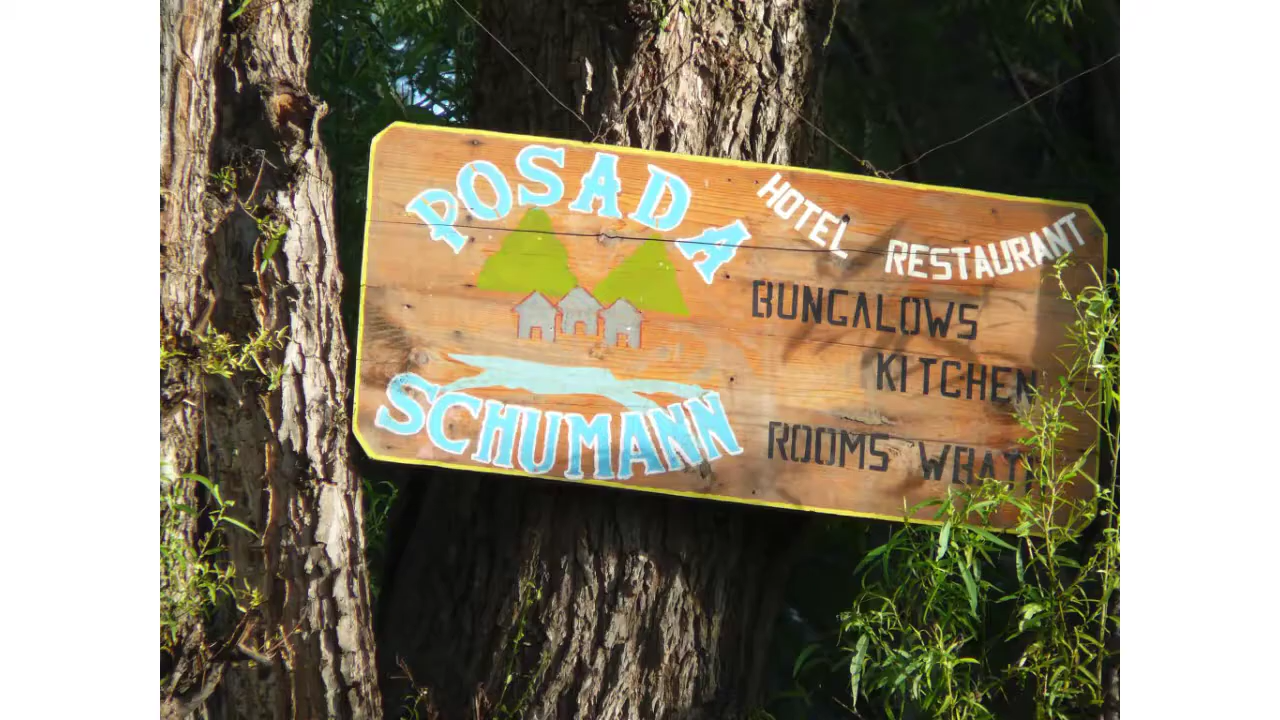 POSADA
SCHUMANN
HOTEL RESTAURANT
BUNGALOWS
KITCHEN
ROOMS